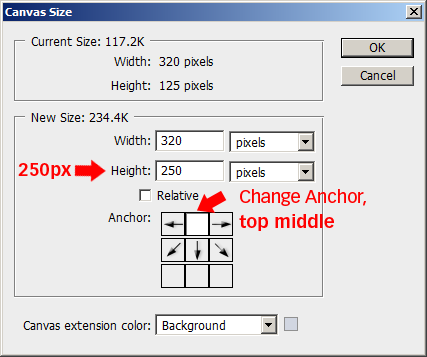 Canvas Size
Current Size: 117.2K
OK
Width: 320 pixels
Cancel
Height: 125 pixels
New Size: 234.4K
Width: 320 pixels
250px Height: 250 pixels
Relative
Change Anchor,
Anchor:
top middle
Canvas extension color: Background